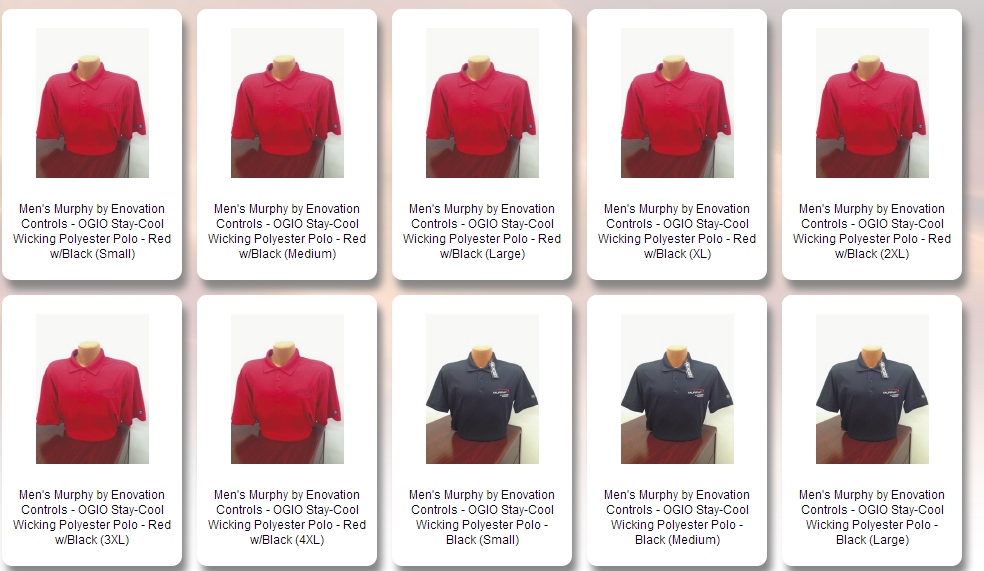 Men's Murphy by Enovation
Controls - OGIO Stay-Cool
Wicking Polyester Polo - Red
w/Black (Small)
Men's Murphy by Enovation
Controls - OGIO Stay-Cool
Wicking Polyester Polo - Red
w/Black (Medium)
Men's Murphy by Enovation
Controls - OGIO Stay-Cool
Wicking Polyester Polo - Red
w/Black (Large)
Men's Murphy by Enovation
Controls - OGIO Stay-Cool
Wicking Polyester Polo - Red
w/Black (XL)
Men's Murphy by Enovation
Controls - OGIO Stay-Cool
Wicking Polyester Polo - Red
w/Black (2XL)
Men's Murphy by Enovation
Controls - OGIO Stay-Cool
Wicking Polyester Polo - Red
w/Black (3XL)
Men's Murphy by Enovation
Controls - OGIO Stay-Cool
Wicking Polyester Polo - Red
w/Black (4XL)
Men's Murphy by Enovation
Controls - OGIO Stay-Cool
Wicking Polyester Polo -
Black (Small)
Men's Murphy by Enovation
Controls - OGIO Stay-Cool
Wicking Polyester Polo -
Black (Medium)
Men's Murphy by Enovation
Controls - OGIO Stay-Cool
Wicking Polyester Polo -
Black (Large)